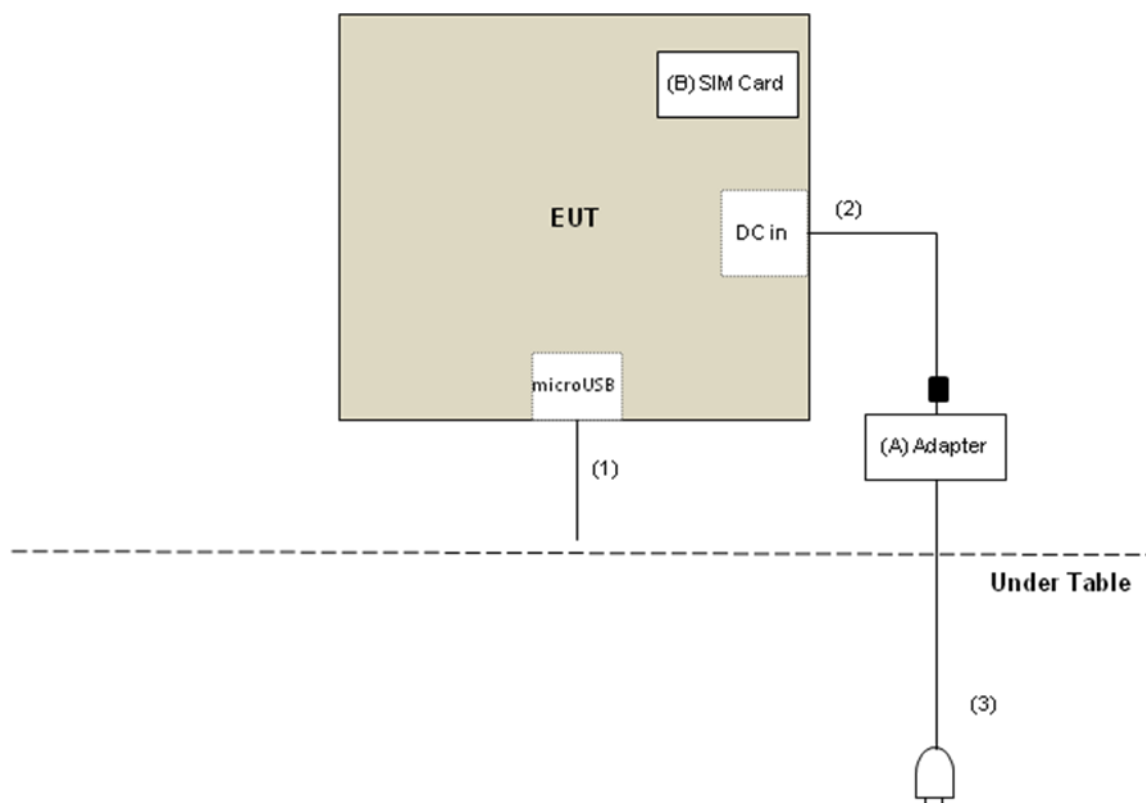 (B) SIM Card
(2)
EUT
DC in
microUSB
(A) Adapter
(1)
Under Table
(3)